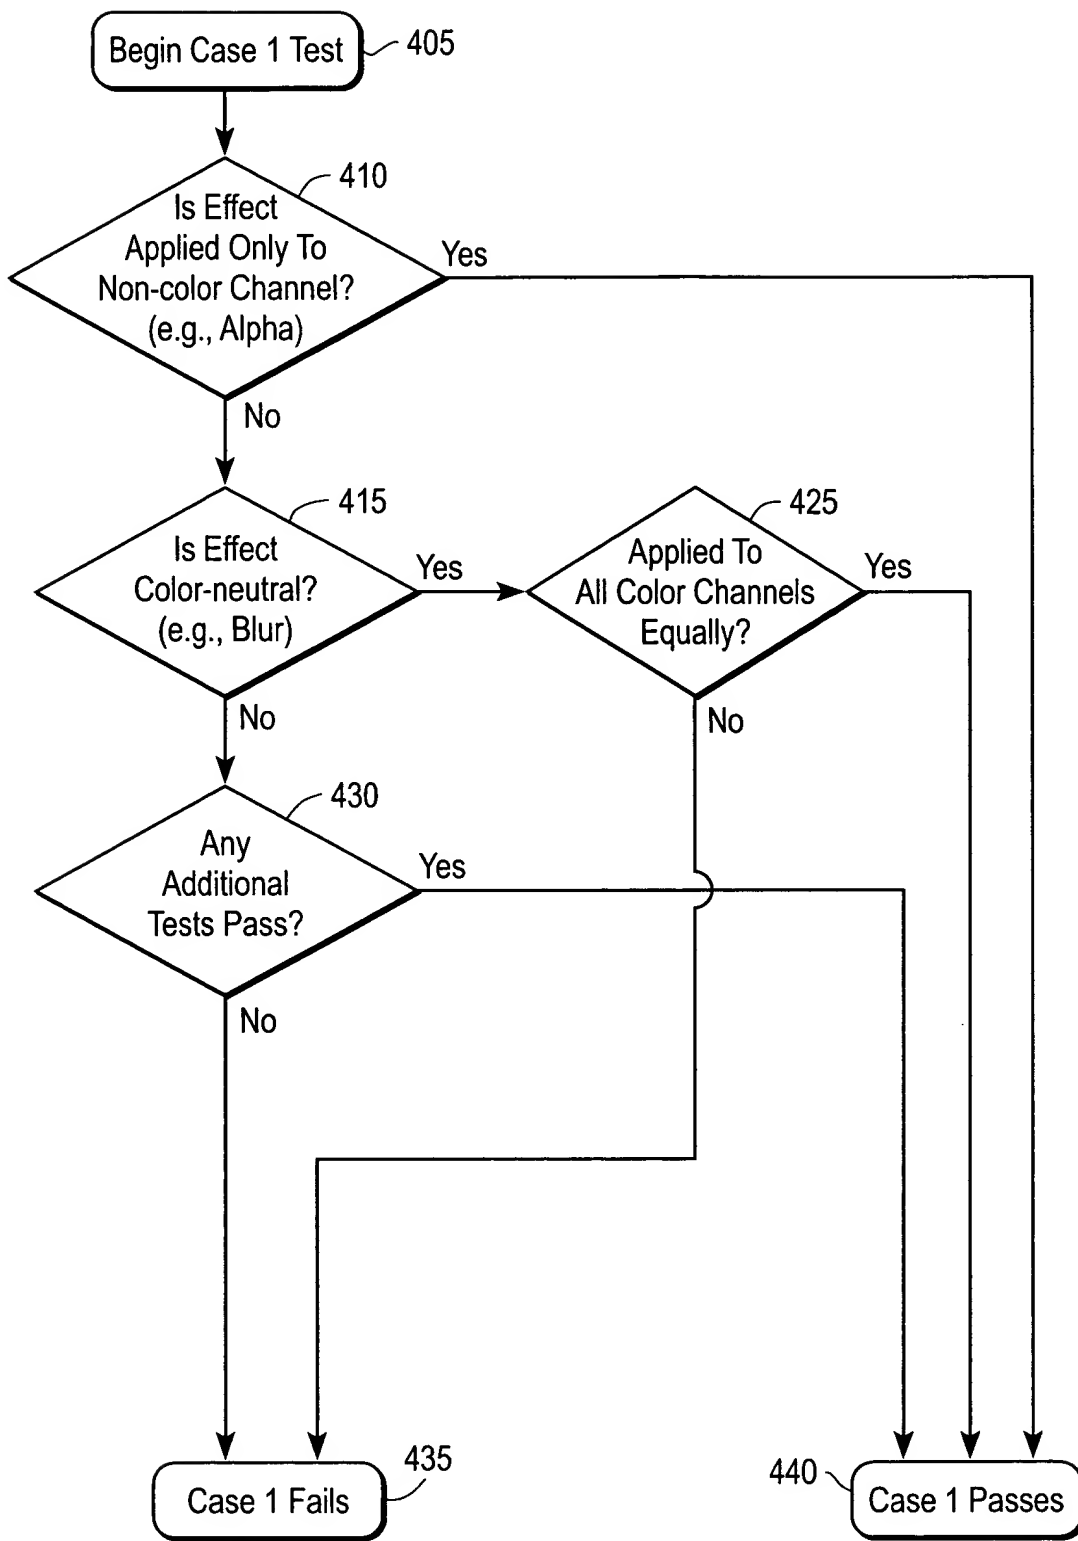 Begin Case 1 Test
405
410
Is Effect
Applied Only To
Non-color Channel?
(e.g., Alpha)
Yes
No
415
Is Effect
Color-neutral?
(e.g., Blur)
Yes
No
425
Applied To
All Color Channels
Equally?
Yes
No
430
Any
Additional
Tests Pass?
Yes
No
435
Case 1 Fails
440
Case 1 Passes